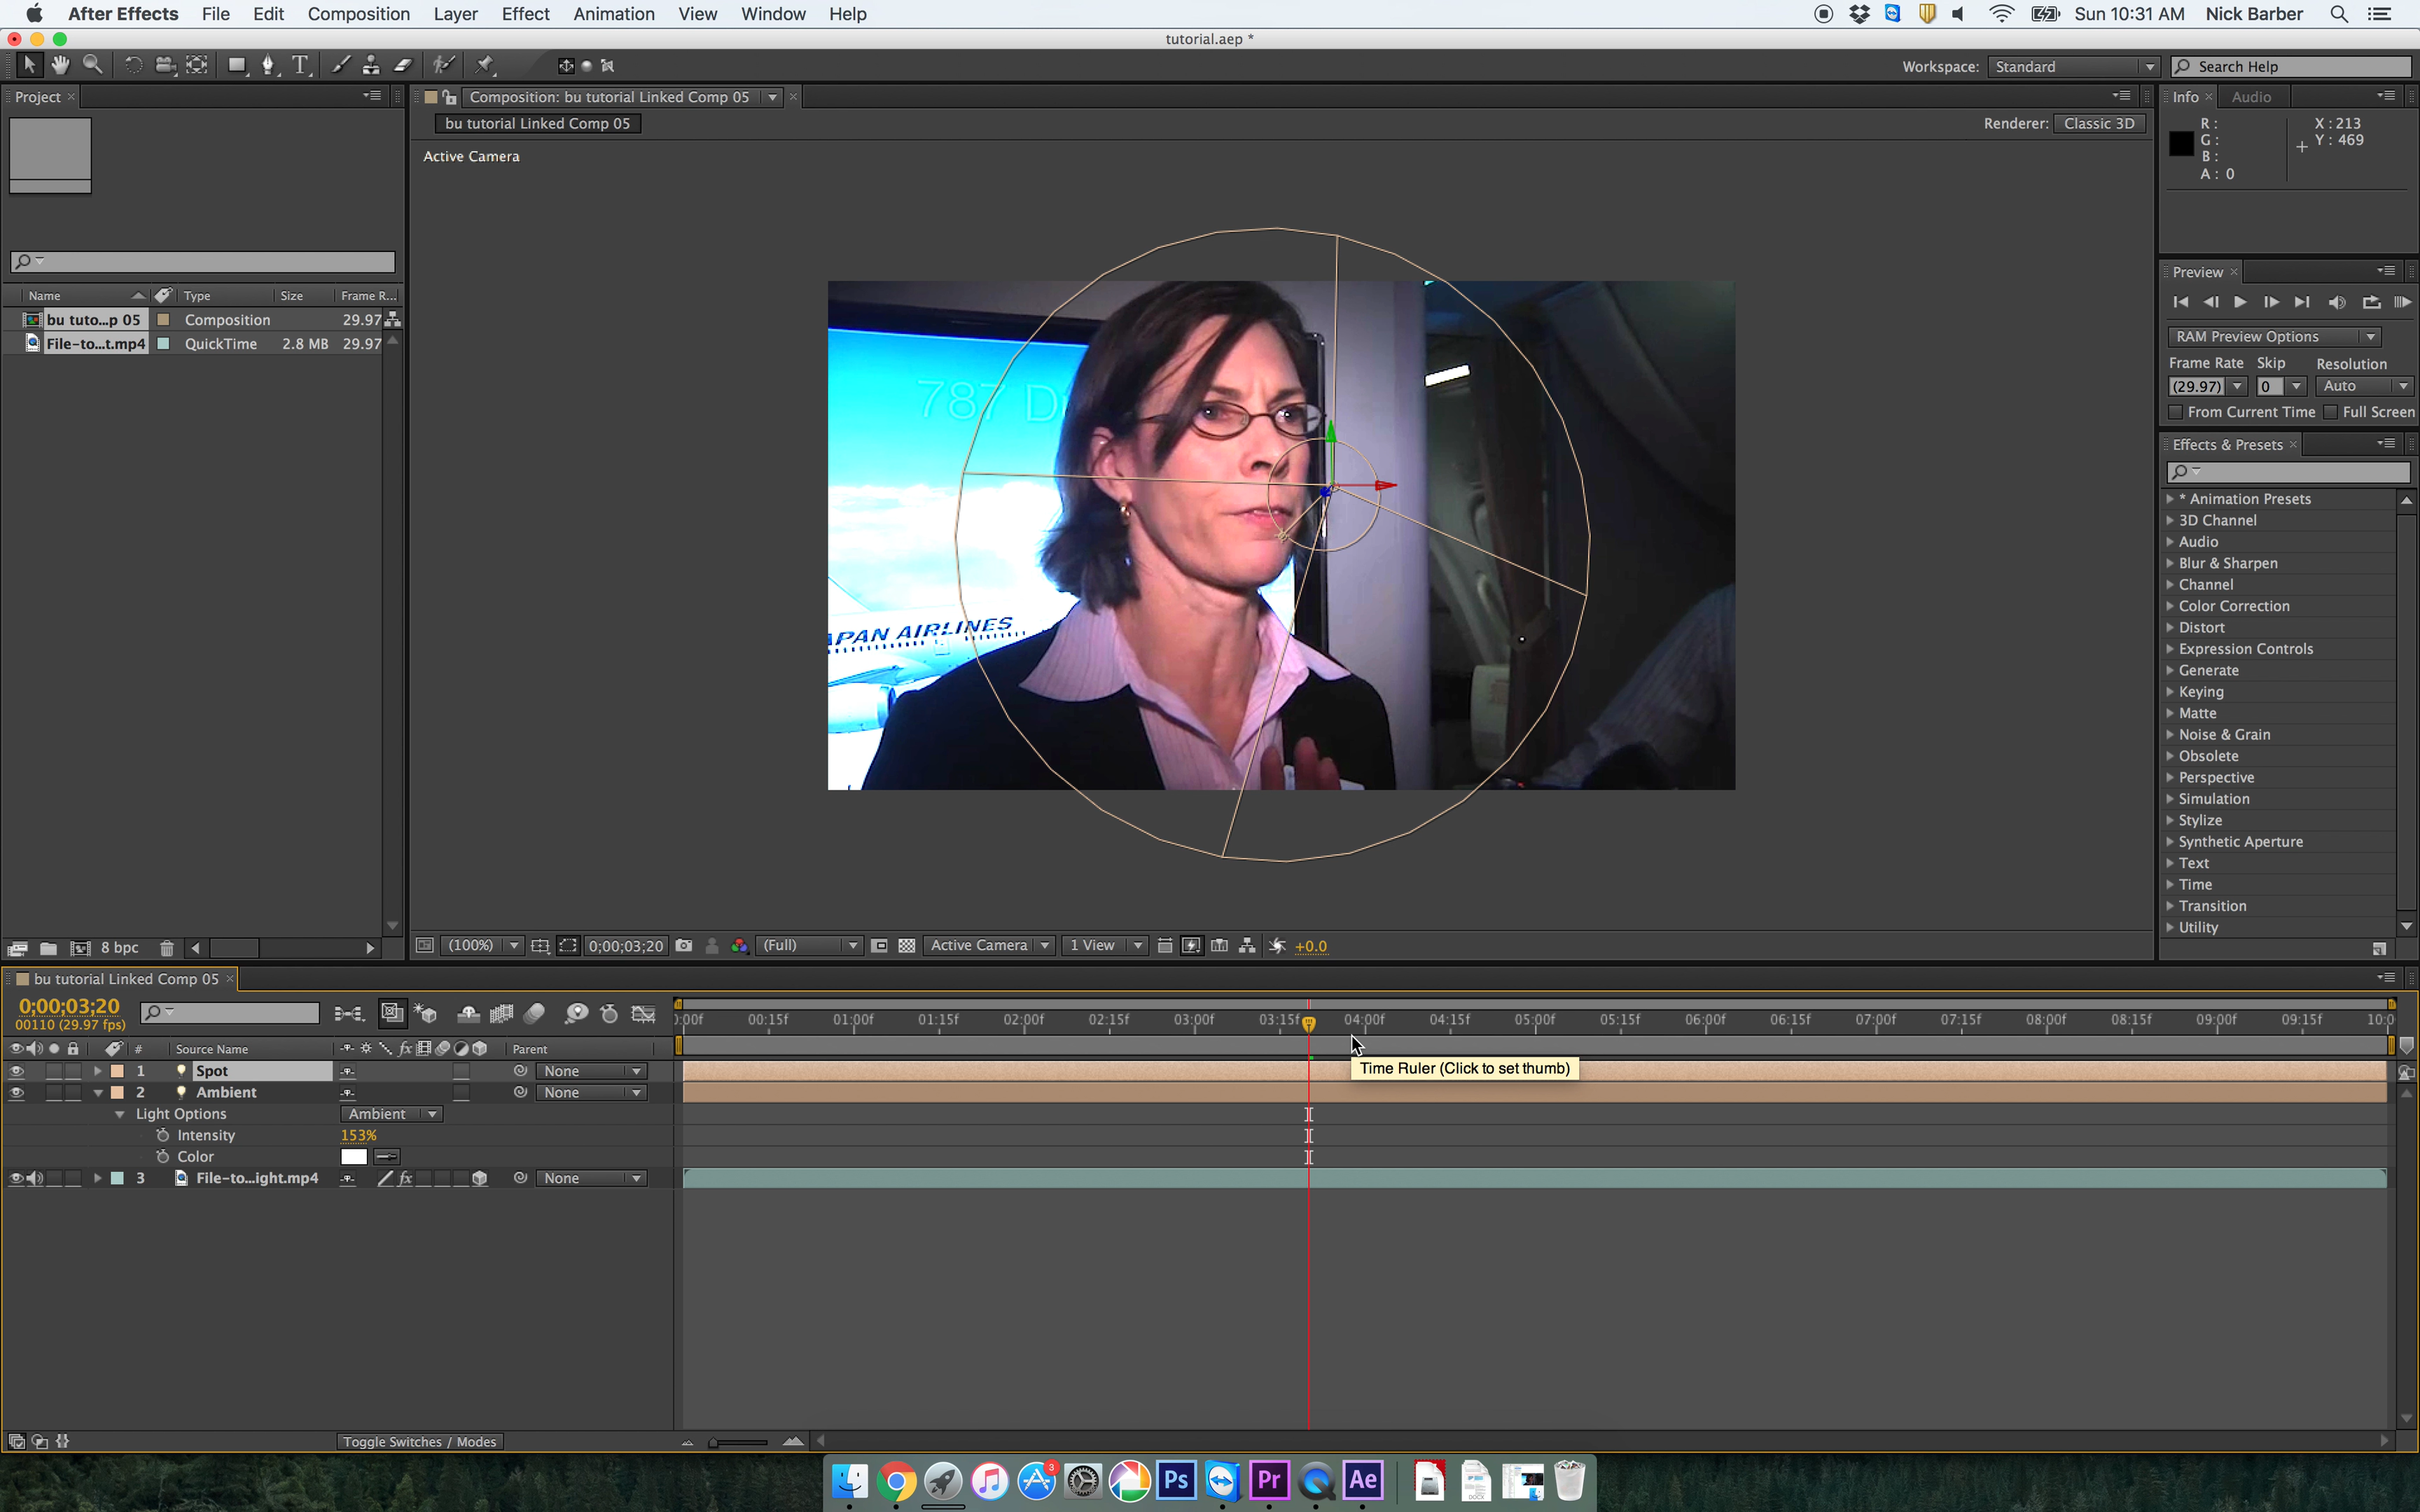 After Effects File Edit Composition Layer Effect Animation View Window Help
Sun 10:31 AM Nick Barber
tutorial.aep *
Workspace: Standard Search Help
Project
Composition: bu tutorial Linked Comp 05
Info Audio
bu tutorial Linked Comp 05
Renderer: Classic 3D
Active Camera
R :
G :
B :
A : 0
X : 213
Y : 469
Name Type Size Frame R...
bu tuto...p 05 Composition 29.97
File-to...t.mp4 QuickTime 2.8 MB 29.97
787 D
APAN AIRLINES
Preview
RAM Preview Options
Frame Rate Skip Resolution
(29.97) 0 Auto
From Current Time Full Screen
Effects & Presets
* Animation Presets
3D Channel
Audio
Blur & Sharpen
Channel
Color Correction
Distort
Expression Controls
Generate
Keying
Matte
Noise & Grain
Obsolete
Perspective
Simulation
Stylize
Synthetic Aperture
Text
Time
Transition
Utility
8 bpc
(100%) 0;00;03;20 (Full) Active Camera 1 View +0.0
bu tutorial Linked Comp 05
0;00;03;20
00110 (29.97 fps)
):00f 00:15f 01:00f 01:15f 02:00f 02:15f 03:00f 03:15f 04:00f 04:15f 05:00f 05:15f 06:00f 06:15f 07:00f 07:15f 08:00f 08:15f 09:00f 09:15f 10:0
# Source Name fx Parent
1 Spot None
Time Ruler (Click to set thumb)
2 Ambient None
Light Options Ambient
Intensity 153%
Color
3 File-to...ight.mp4 fx None
Toggle Switches / Modes
3
Ps Pr Ae
DOCX